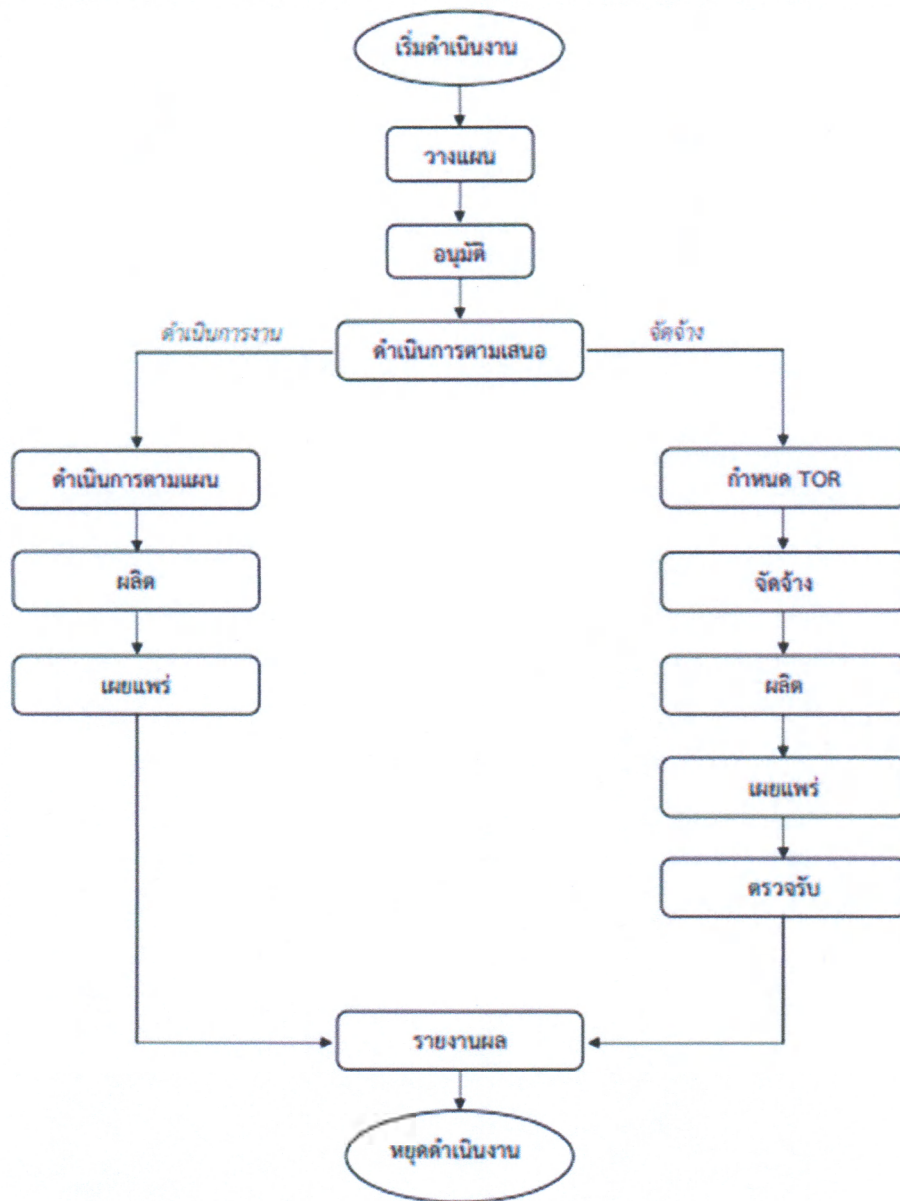 เริ่มดำเนินงาน
วางแผน
อนุมัติ
ดำเนินการงาน
ดำเนินการตามเสนอ
จัดจ้าง
ดำเนินการตามแผน
ผลิต
เผยแพร่
กำหนด TOR
จัดจ้าง
ผลิต
เผยแพร่
ตรวจรับ
รายงานผล
หยุดดำเนินงาน